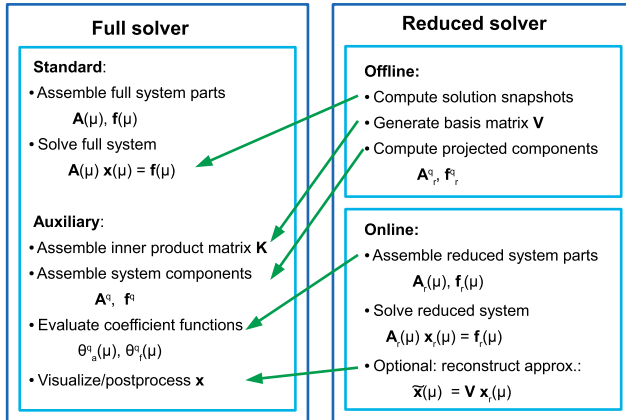 Full solver
Standard:
• Assemble full system parts
A(μ), f(μ)
• Solve full system
A(μ) x(μ) = f(μ)
Auxiliary:
• Assemble inner product matrix K
• Assemble system components
A^q, f^q
• Evaluate coefficient functions
θ^q_a(μ), θ^q_f(μ)
• Visualize/postprocess x
Reduced solver
Offline:
• Compute solution snapshots
• Generate basis matrix V
• Compute projected components
A^q_r, f^q_r
Online:
• Assemble reduced system parts
A_r(μ), f_r(μ)
• Solve reduced system
A_r(μ) x_r(μ) = f_r(μ)
• Optional: reconstruct approx.:
x̃(μ) = V x_r(μ)